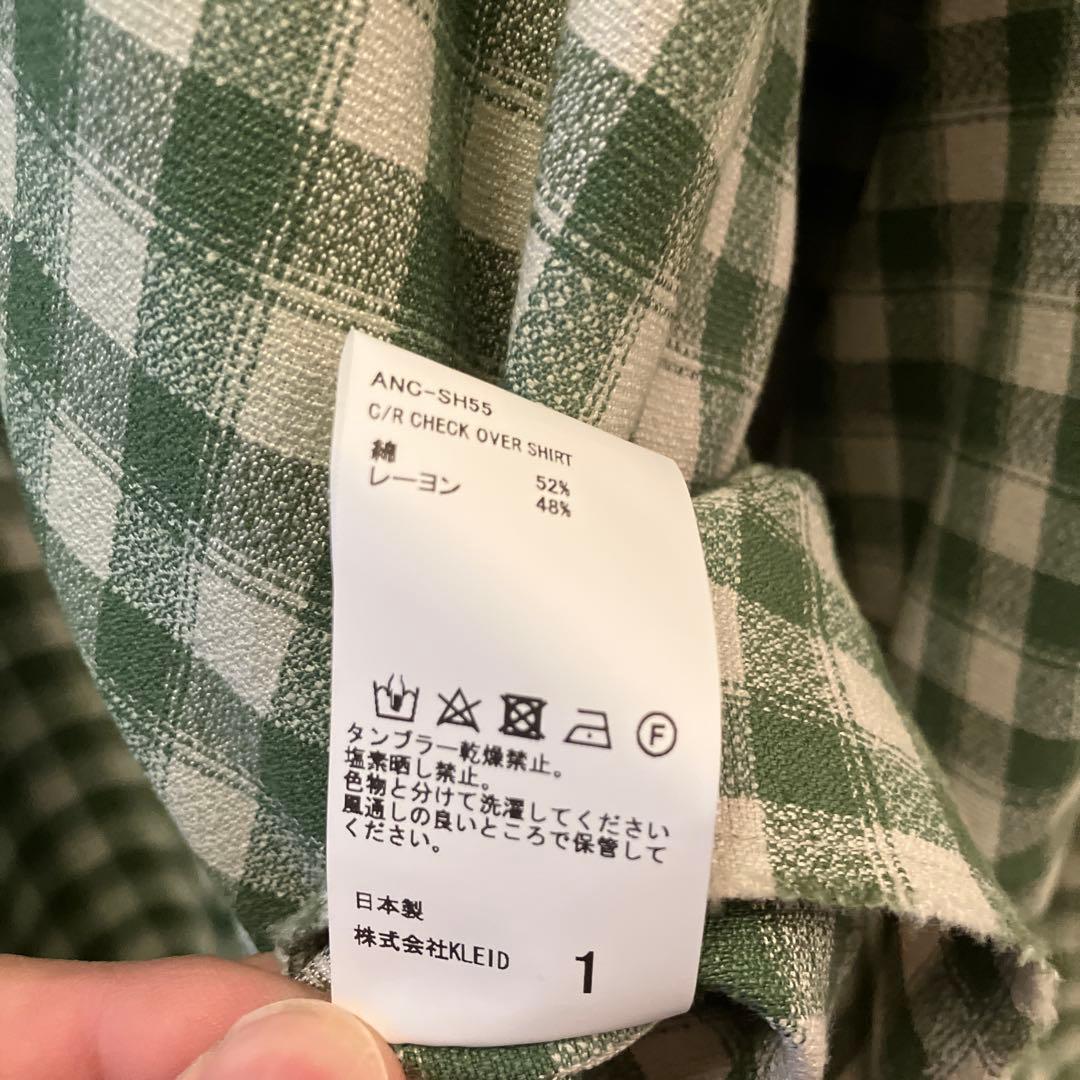 ANC-SH55
C/R CHECK OVER SHIRT
綿 52%
レーヨン 48%
F
タンブラー乾燥禁止。
塩素晒し禁止。
色物と分けて洗濯してください
風通しの良いところで保管して
ください。
日本製
株式会社KLEID 1